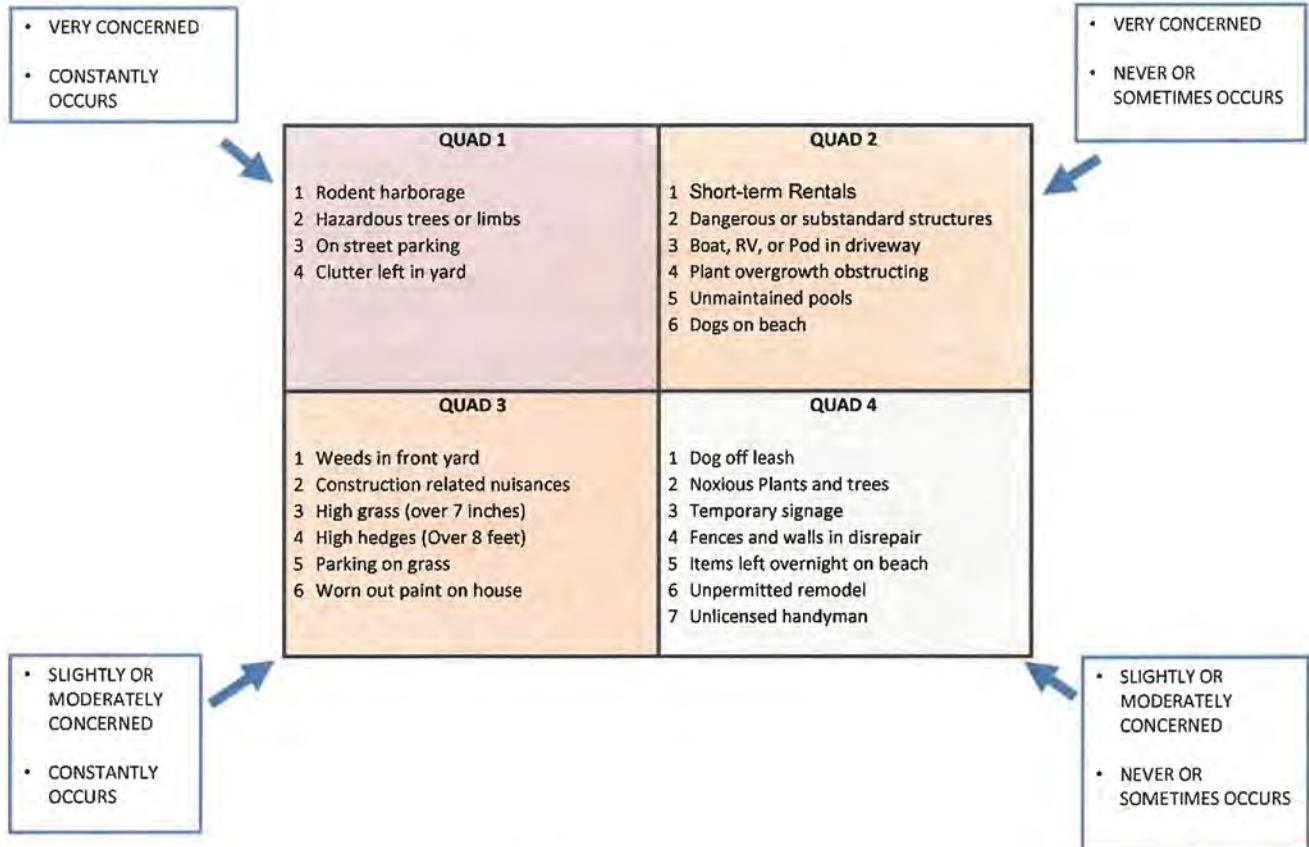 • VERY CONCERNED
• CONSTANTLY
OCCURS
• VERY CONCERNED
• NEVER OR
SOMETIMES OCCURS
QUAD 1
1 Rodent harborage
2 Hazardous trees or limbs
3 On street parking
4 Clutter left in yard
QUAD 2
1 Short-term Rentals
2 Dangerous or substandard structures
3 Boat, RV, or Pod in driveway
4 Plant overgrowth obstructing
5 Unmaintained pools
6 Dogs on beach
QUAD 3
1 Weeds in front yard
2 Construction related nuisances
3 High grass (over 7 inches)
4 High hedges (Over 8 feet)
5 Parking on grass
6 Worn out paint on house
QUAD 4
1 Dog off leash
2 Noxious Plants and trees
3 Temporary signage
4 Fences and walls in disrepair
5 Items left overnight on beach
6 Unpermitted remodel
7 Unlicensed handyman
• SLIGHTLY OR
MODERATELY
CONCERNED
• CONSTANTLY
OCCURS
• SLIGHTLY OR
MODERATELY
CONCERNED
• NEVER OR
SOMETIMES OCCURS